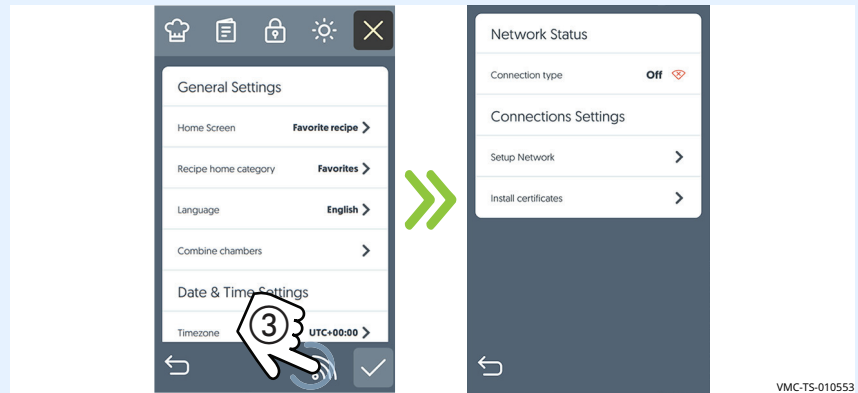 General Settings
Home Screen Favorite recipe
Recipe home category Favorites
Language English
Combine chambers
Date & Time Settings
Timezone UTC+00:00
3
Network Status
Connection type Off
Connections Settings
Setup Network
Install certificates
VMC-TS-010553